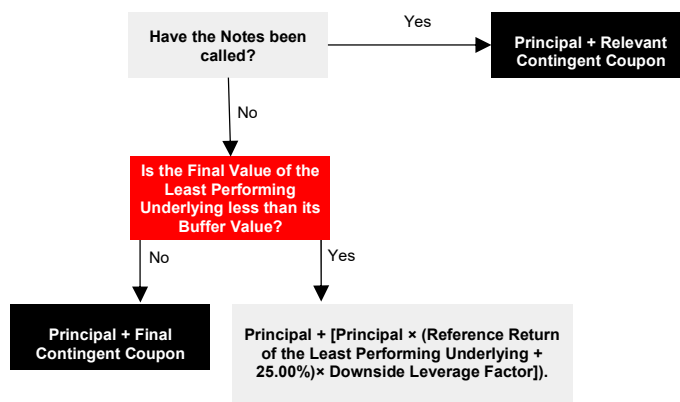 Have the Notes been
called?
Yes
Principal + Relevant
Contingent Coupon
No
Is the Final Value of the
Least Performing
Underlying less than its
Buffer Value?
No
Yes
Principal + Final
Contingent Coupon
Principal + [Principal × (Reference Return
of the Least Performing Underlying +
25.00%)× Downside Leverage Factor]).